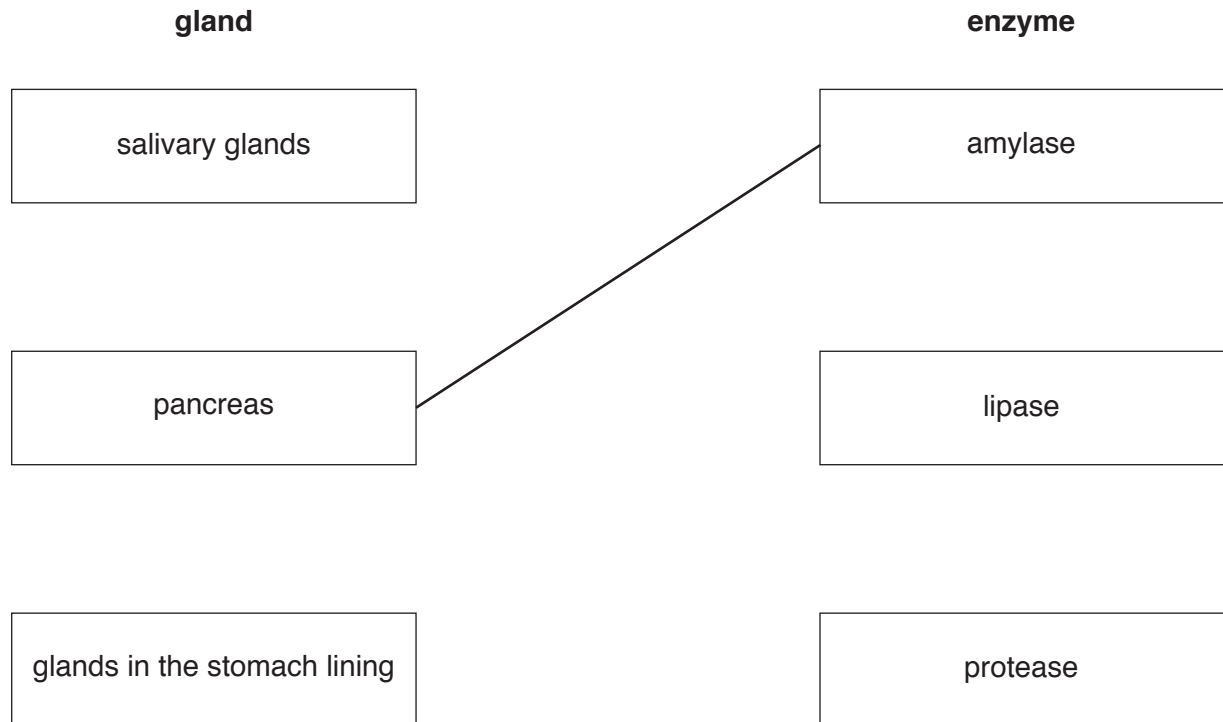 gland
enzyme
salivary glands
amylase
pancreas
lipase
glands in the stomach lining
protease